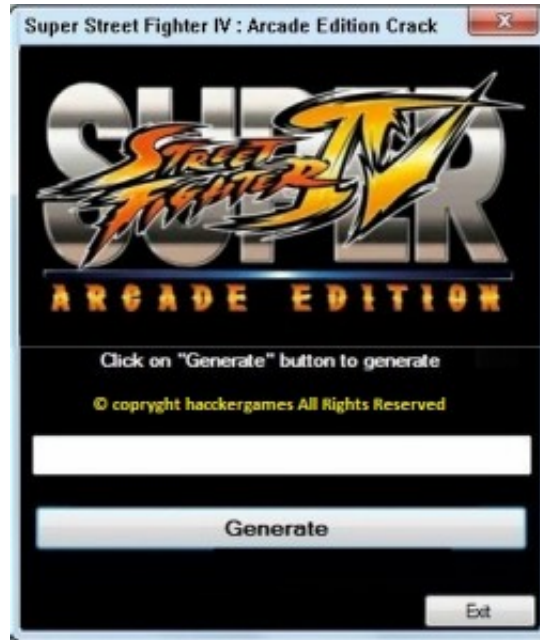 Super Street Fighter IV : Arcade Edition Crack
SUPER
STREET
FIGHTER IV
ARCADE EDITION
Click on "Generate" button to generate
© copryght hacckergames All Rights Reserved
Generate
Exit